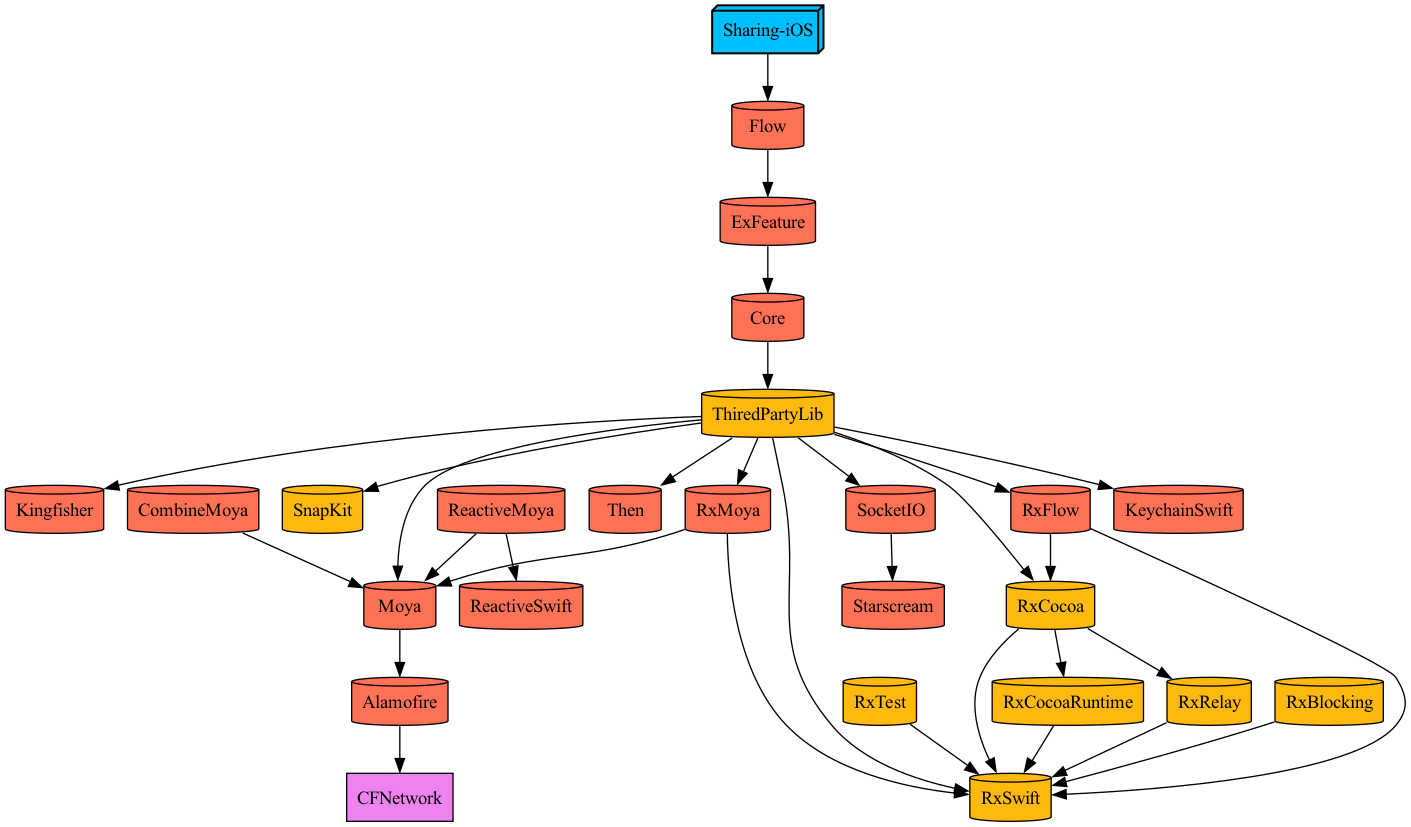 Sharing-iOS
Flow
ExFeature
Core
ThiredPartyLib
Kingfisher
CombineMoya
SnapKit
ReactiveMoya
Then
RxMoya
SocketIO
RxFlow
KeychainSwift
Moya
ReactiveSwift
Starscream
RxCocoa
Alamofire
RxTest
RxCocoaRuntime
RxRelay
RxBlocking
CFNetwork
RxSwift